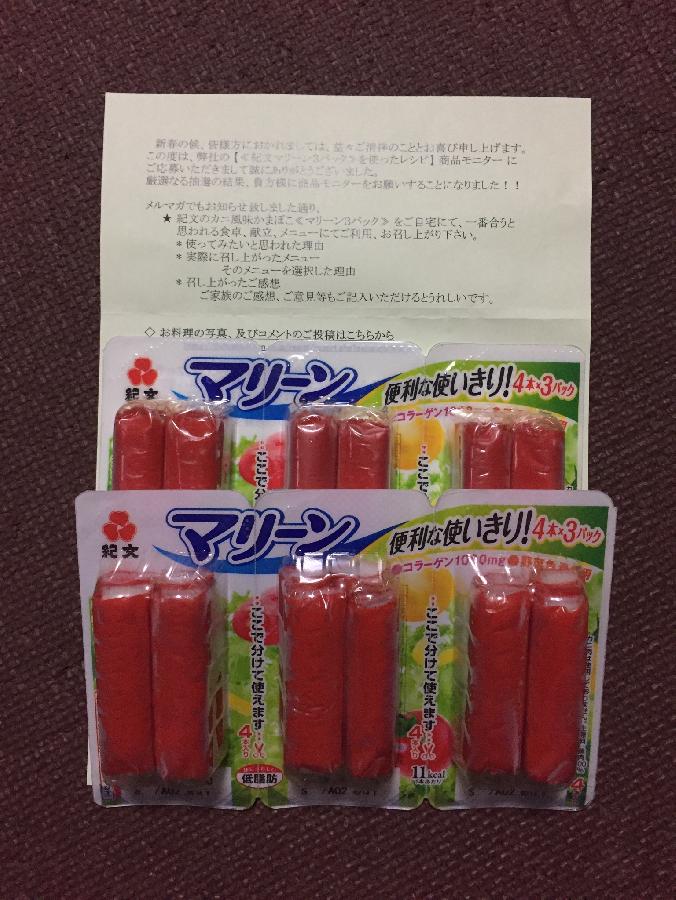 新春の候、皆様方におかれましては、益々ご清祥のこととお喜び申し上げます。
この度は、弊社の【≪紀文マリーン3パック≫を使ったレシピ】商品モニターに
ご応募いただきまして誠にありがとうございました。
厳選なる抽選の結果、貴方様に商品モニターをお願いすることになりました！！
メルマガでもお知らせ致しました通り、
★ 紀文のカニ風味かまぼこ≪マリーン3パック≫をご自宅にて、一番合うと
思われる食卓、献立、メニューにてご利用、お召し上がり下さい。
＊使ってみたいと思われた理由
＊実際に召し上がったメニュー
そのメニューを選択した理由
＊召し上がったご感想
ご家族のご感想、ご意見等もご記入いただけるとうれしいです。
◇ お料理の写真、及びコメントのご投稿はこちらから
紀文
マリーン
便利な使いきり！4本×3パック
コラーゲン
ここで分け
ここで
紀文
マリーン
便利な使いきり！4本×3パック
コラーゲン1000mg
…ここで分けて使えます…
…ここで分けて使えます…
4本入り
低脂肪
11kcal